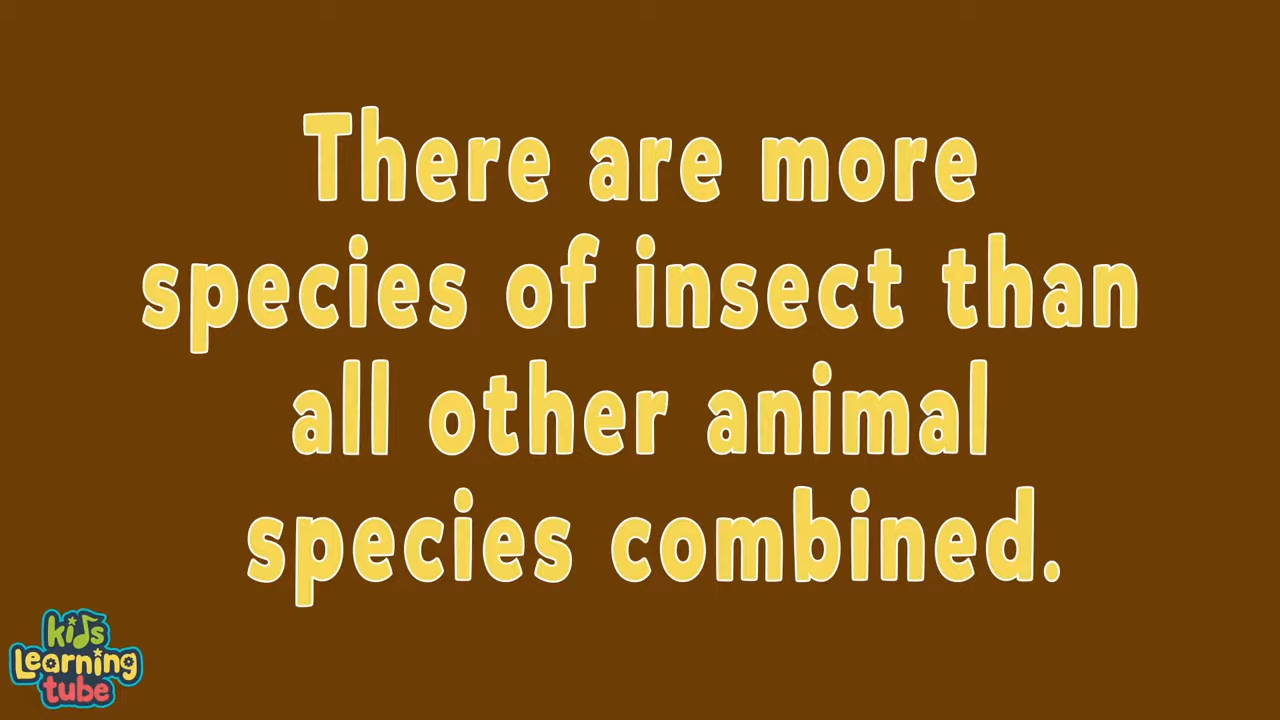 There are more
species of insect than
all other animal
species combined.
kids
Learning
tube